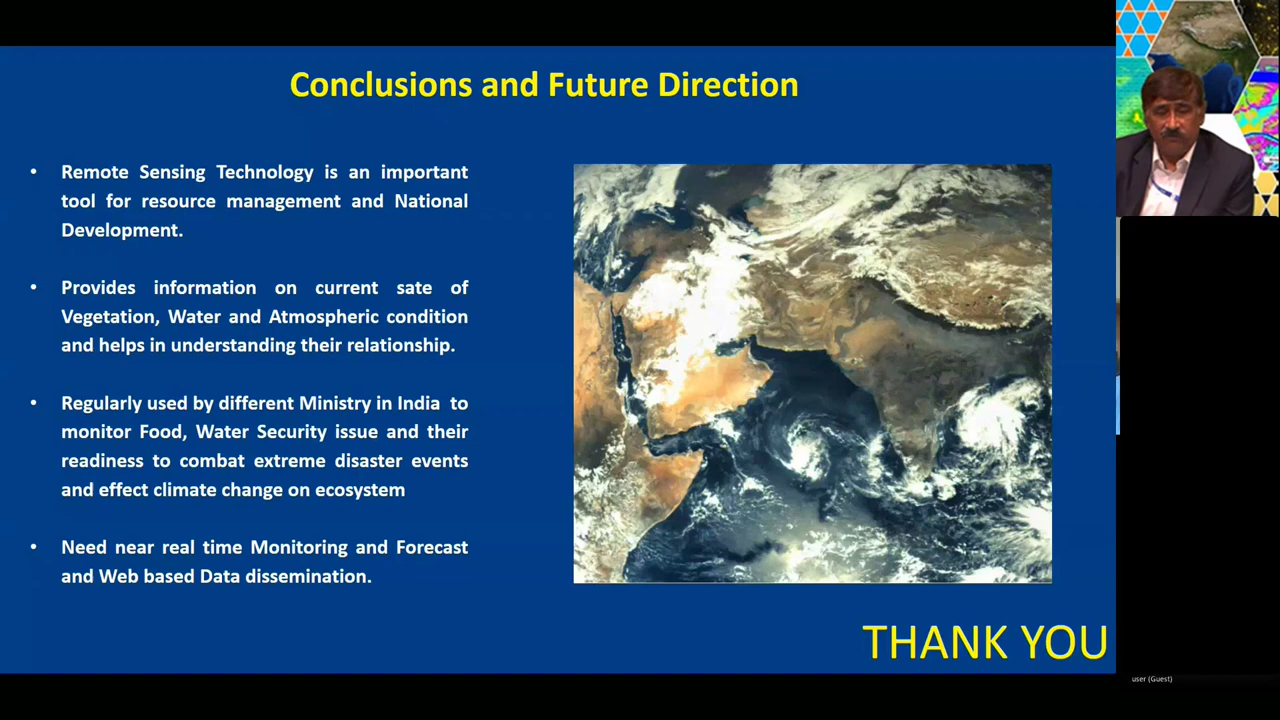 Conclusions and Future Direction
• Remote Sensing Technology is an important
tool for resource management and National
Development.
• Provides information on current sate of
Vegetation, Water and Atmospheric condition
and helps in understanding their relationship.
• Regularly used by different Ministry in India to
monitor Food, Water Security issue and their
readiness to combat extreme disaster events
and effect climate change on ecosystem
• Need near real time Monitoring and Forecast
and Web based Data dissemination.
THANK YOU
user (Guest)